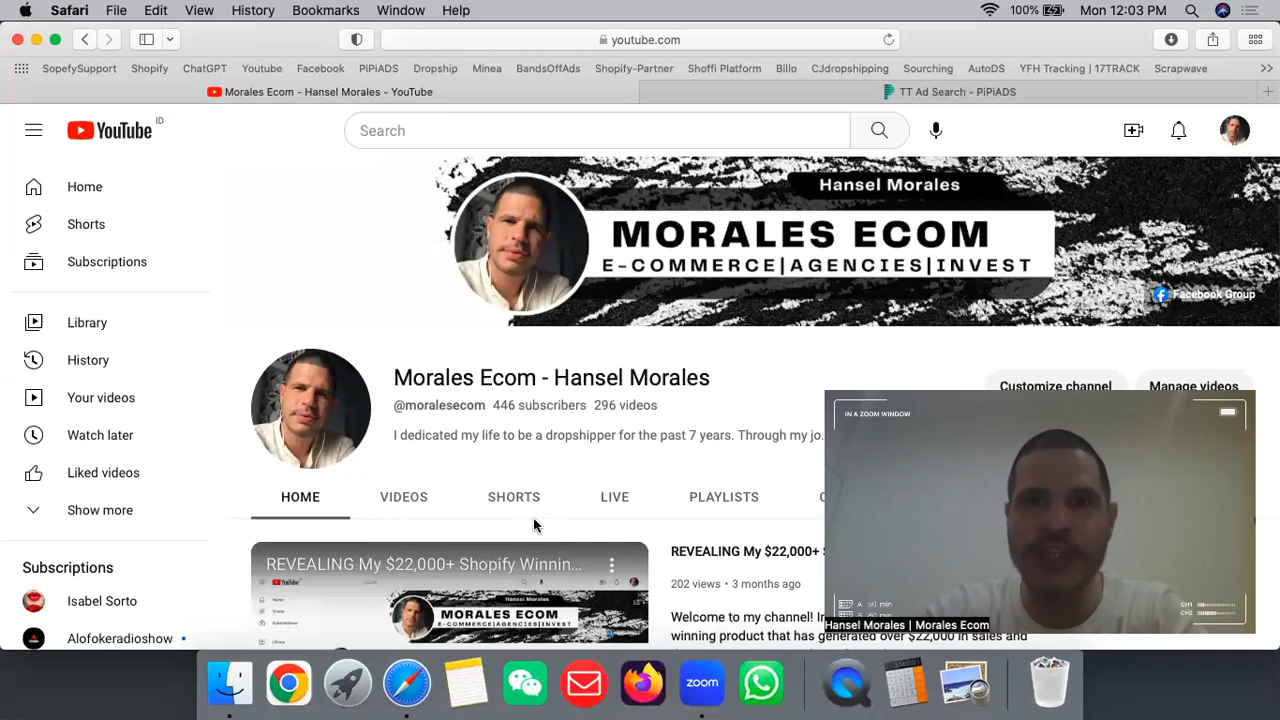 Safari File Edit View History Bookmarks Window Help 100% Mon 12:03 PM
youtube.com
SopefySupport Shopify ChatGPT Youtube Facebook PiPiADS Dropship Minea BandsOffAds Shopify-Partner Shoffi Platform Billo CJdropshipping Sourching AutoDS YFH Tracking | 17TRACK Scrapwave
Morales Ecom - Hansel Morales - YouTube
TT Ad Search - PiPiADS
YouTube ID
Search
Home
Shorts
Subscriptions
Library
History
Your videos
Watch later
Liked videos
Show more
Subscriptions
Isabel Sorto
Alofokeradioshow
Hansel Morales
MORALES ECOM
E-COMMERCE|AGENCIES|INVEST
Facebook Group
Morales Ecom - Hansel Morales
@moralesecom 446 subscribers 296 videos
I dedicated my life to be a dropshipper for the past 7 years. Through my jo.
Customize channel
Manage videos
HOME VIDEOS SHORTS LIVE PLAYLISTS C
REVEALING My $22,000+ Shopify Winnin...
MORALES ECOM
E-COMMERCE|AGENCIES|INVEST
REVEALING My $22,000+ S
202 views • 3 months ago
Welcome to my channel! In
winning product that has generated over $22,000 in sales and
IN A ZOOM WINDOW
A 60 min
CH1
CH2
Hansel Morales | Morales Ecom
zoom